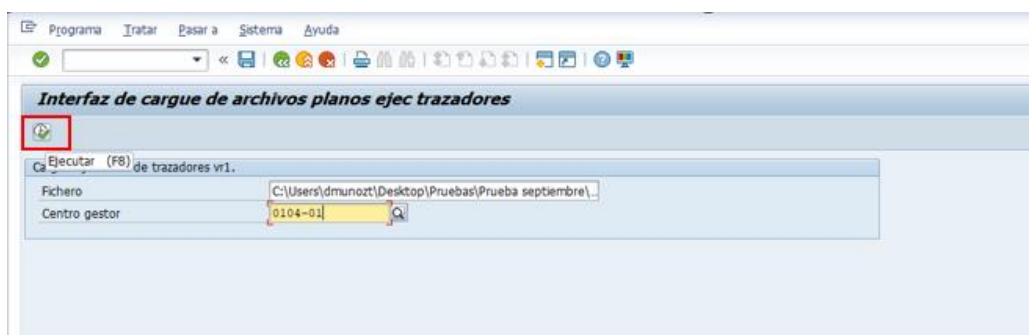 Programa Tratar Pasar a Sistema Ayuda
Interfaz de cargue de archivos planos ejec trazadores
Ejecutar (F8)
de trazadores vr1.
Fichero C:\Users\dmunozt\Desktop\Pruebas\Prueba septiembre\...
Centro gestor 0104-01